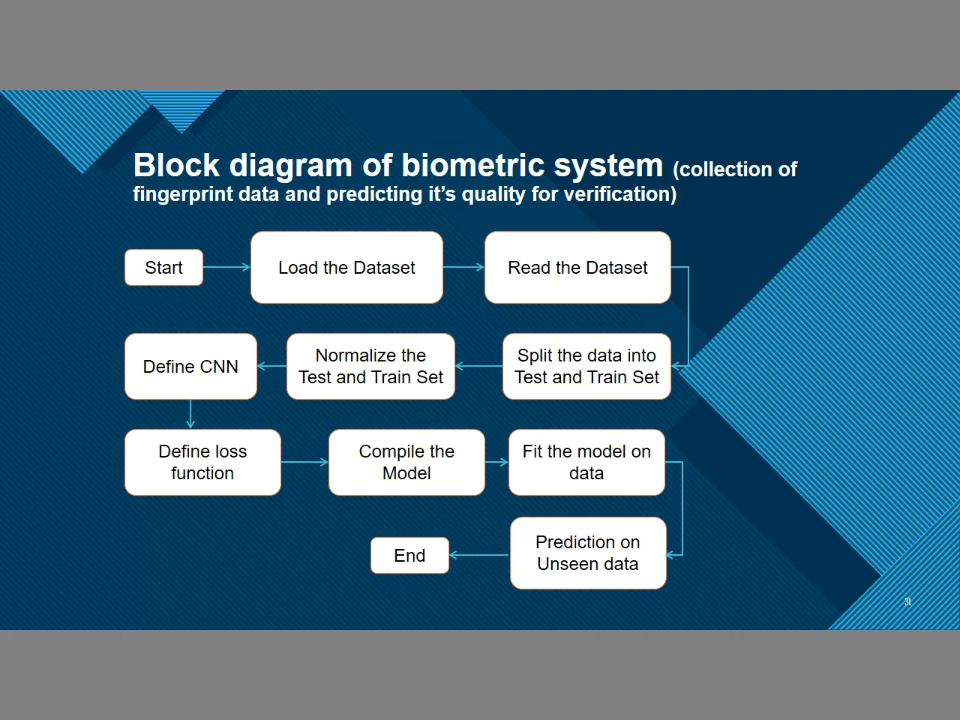 Block diagram of biometric system (collection of
fingerprint data and predicting it's quality for verification)
Start
Load the Dataset
Read the Dataset
Split the data into
Test and Train Set
Normalize the
Test and Train Set
Define CNN
Define loss
function
Compile the
Model
Fit the model on
data
Prediction on
Unseen data
End
31